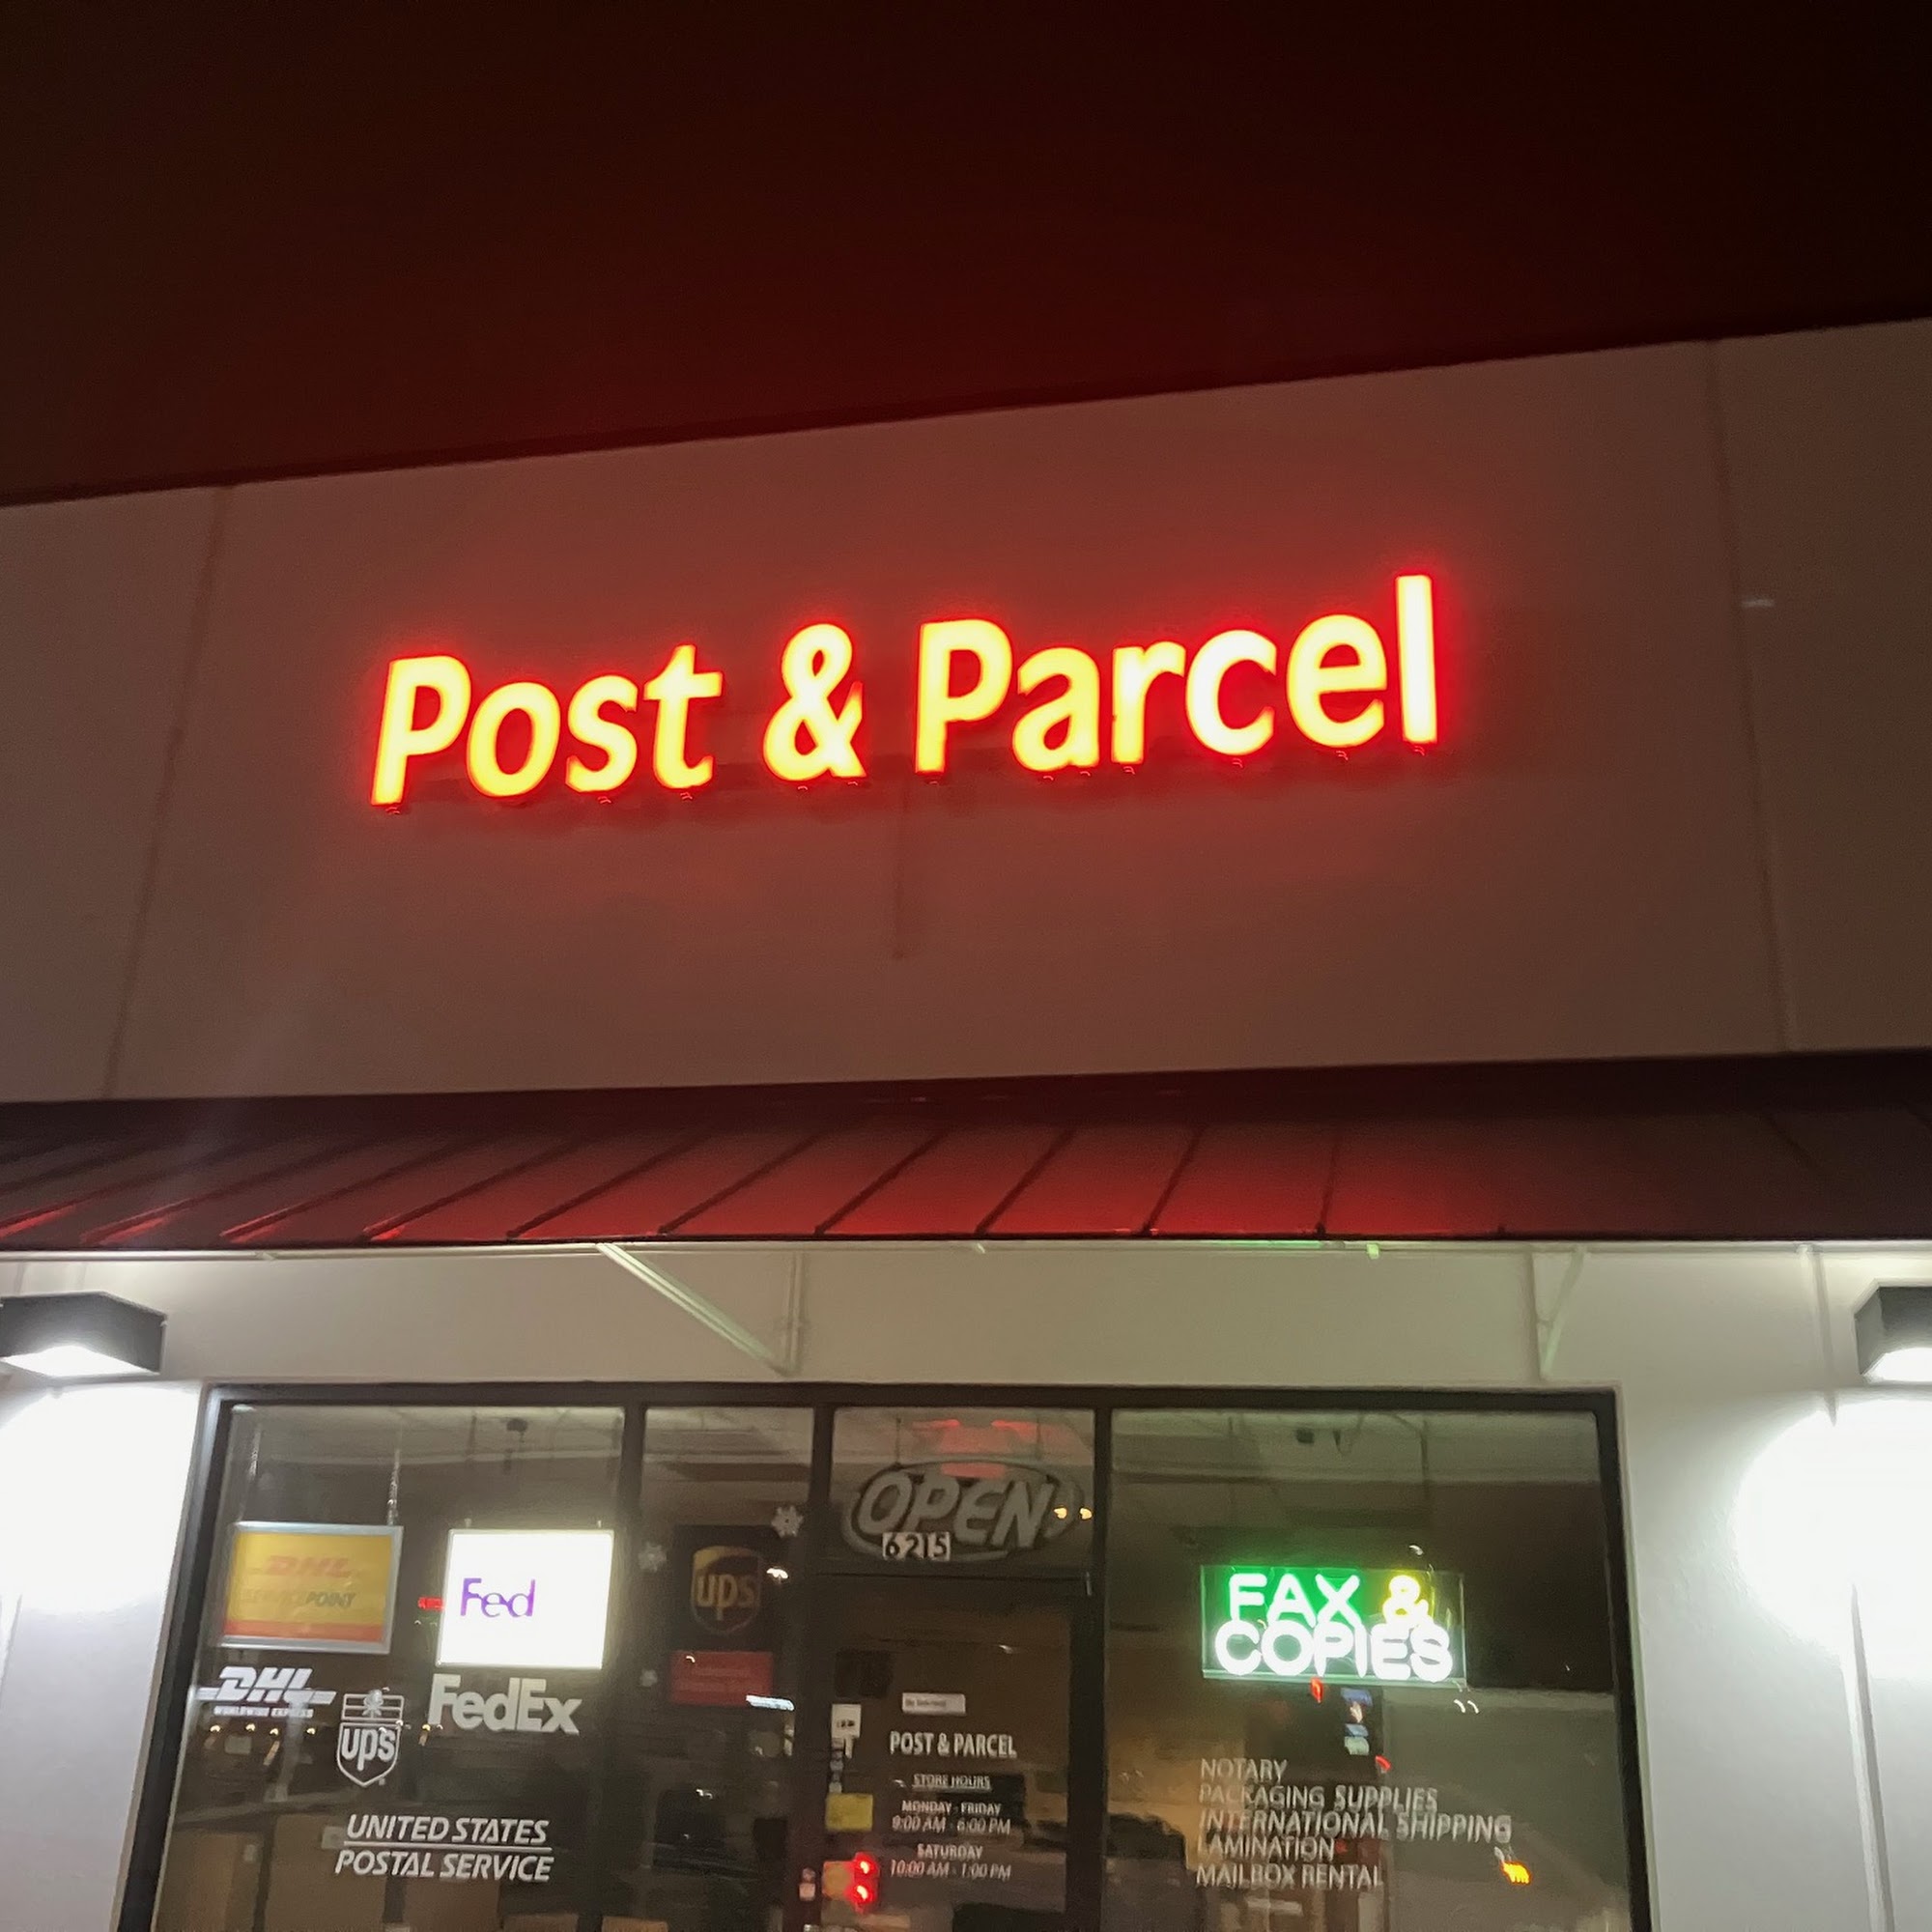 Post & Parcel
OPEN
6215
DHL
SERVICEPOINT
Fed
ups
FAX &
COPIES
DHL
WORLDWIDE EXPRESS
FedEx
ups
UNITED STATES
POSTAL SERVICE
POST & PARCEL
STORE HOURS
MONDAY - FRIDAY
9:00 AM - 6:00 PM
SATURDAY
10:00 AM - 1:00 PM
NOTARY
PACKAGING SUPPLIES
INTERNATIONAL SHIPPING
LAMINATION
MAILBOX RENTAL